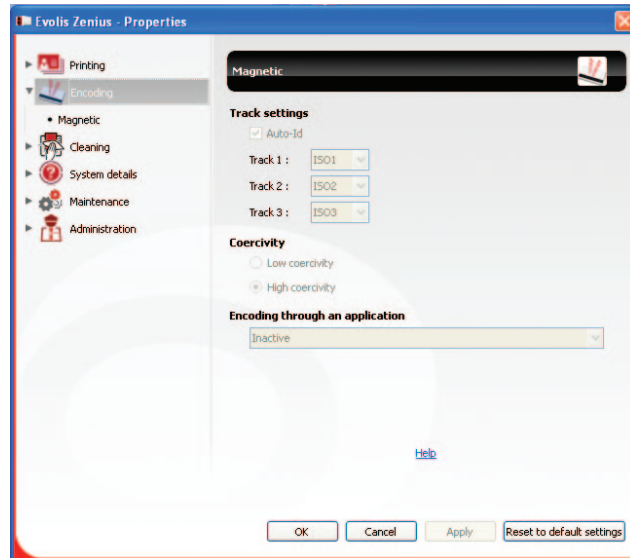 Evolis Zenius - Properties
Printing
Encoding
Magnetic
Cleaning
System details
Maintenance
Administration
Magnetic
Track settings
Auto-Id
Track 1 : ISO1
Track 2 : ISO2
Track 3 : ISO3
Coercivity
Low coercivity
High coercivity
Encoding through an application
Inactive
Help
OK Cancel Apply Reset to default settings